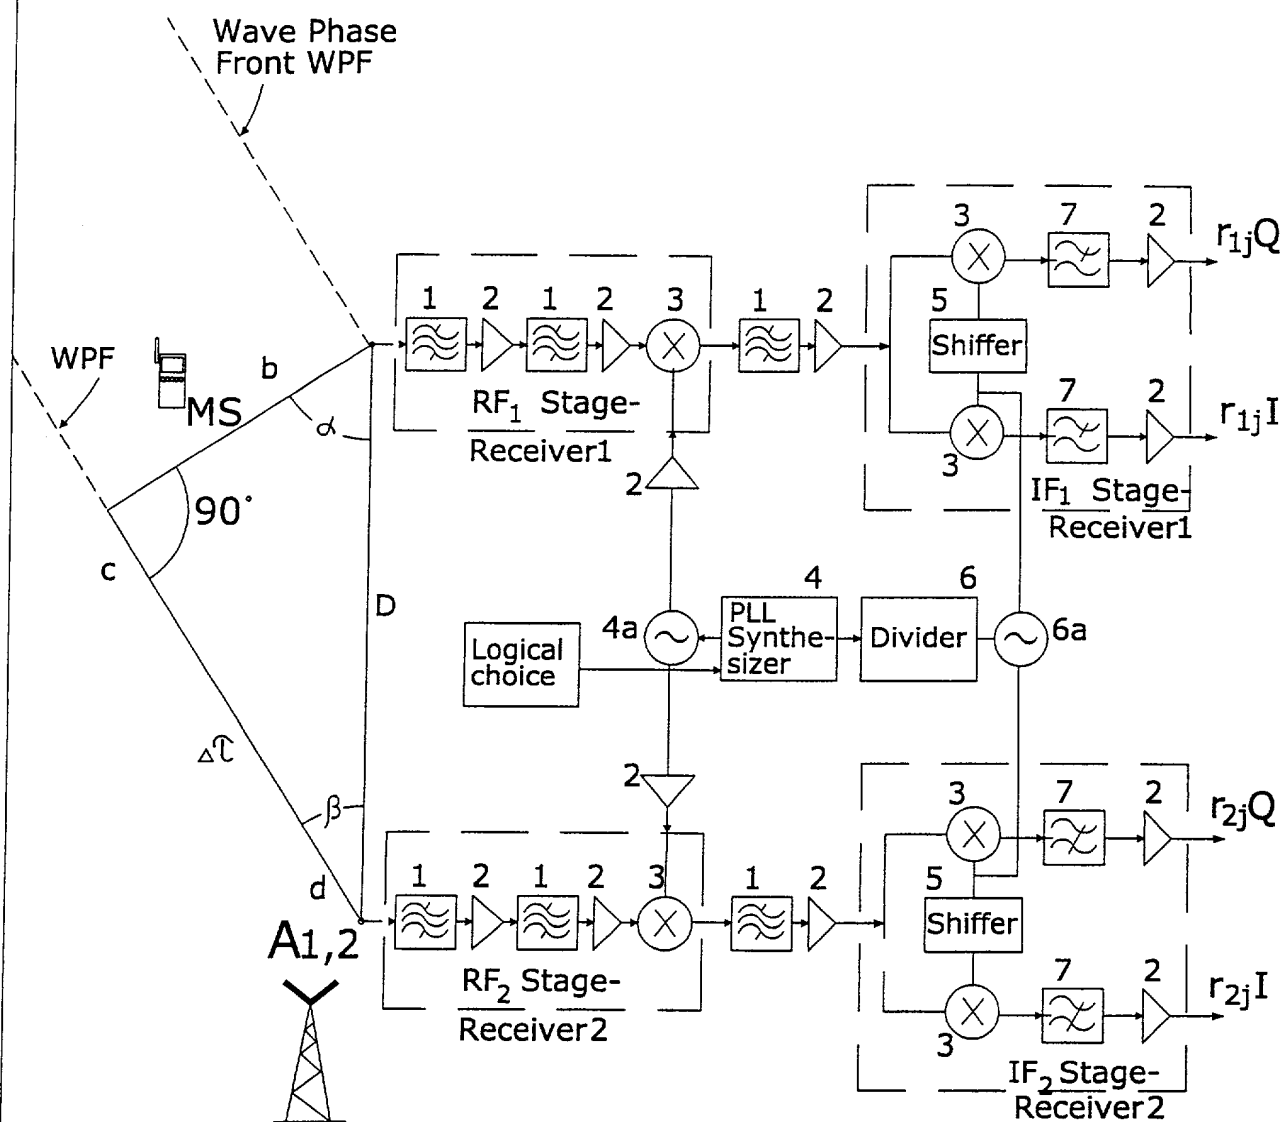 Wave Phase
Front WPF
WPF
MS
b
α
90°
c
D
Δτ
β
d
A1,2
1 2 1 2 3 1 2
RF1 Stage-
Receiver1
2
3 7 2 r1jQ
5
Shiffer
7 2 r1jI
3
IF1 Stage-
Receiver1
4 6
4a
PLL
Synthe-
sizer
Divider
6a
Logical
choice
2
1 2 1 2 3 1 2
RF2 Stage-
Receiver2
3 7 2 r2jQ
5
Shiffer
7 2 r2jI
3
IF2 Stage-
Receiver2